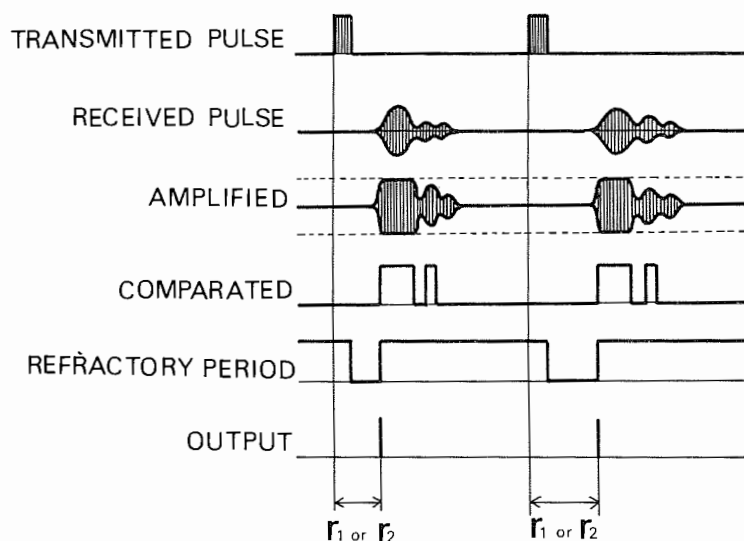 TRANSMITTED PULSE
RECEIVED PULSE
AMPLIFIED
COMPARATED
REFRACTORY PERIOD
OUTPUT
r1 or r2
r1 or r2